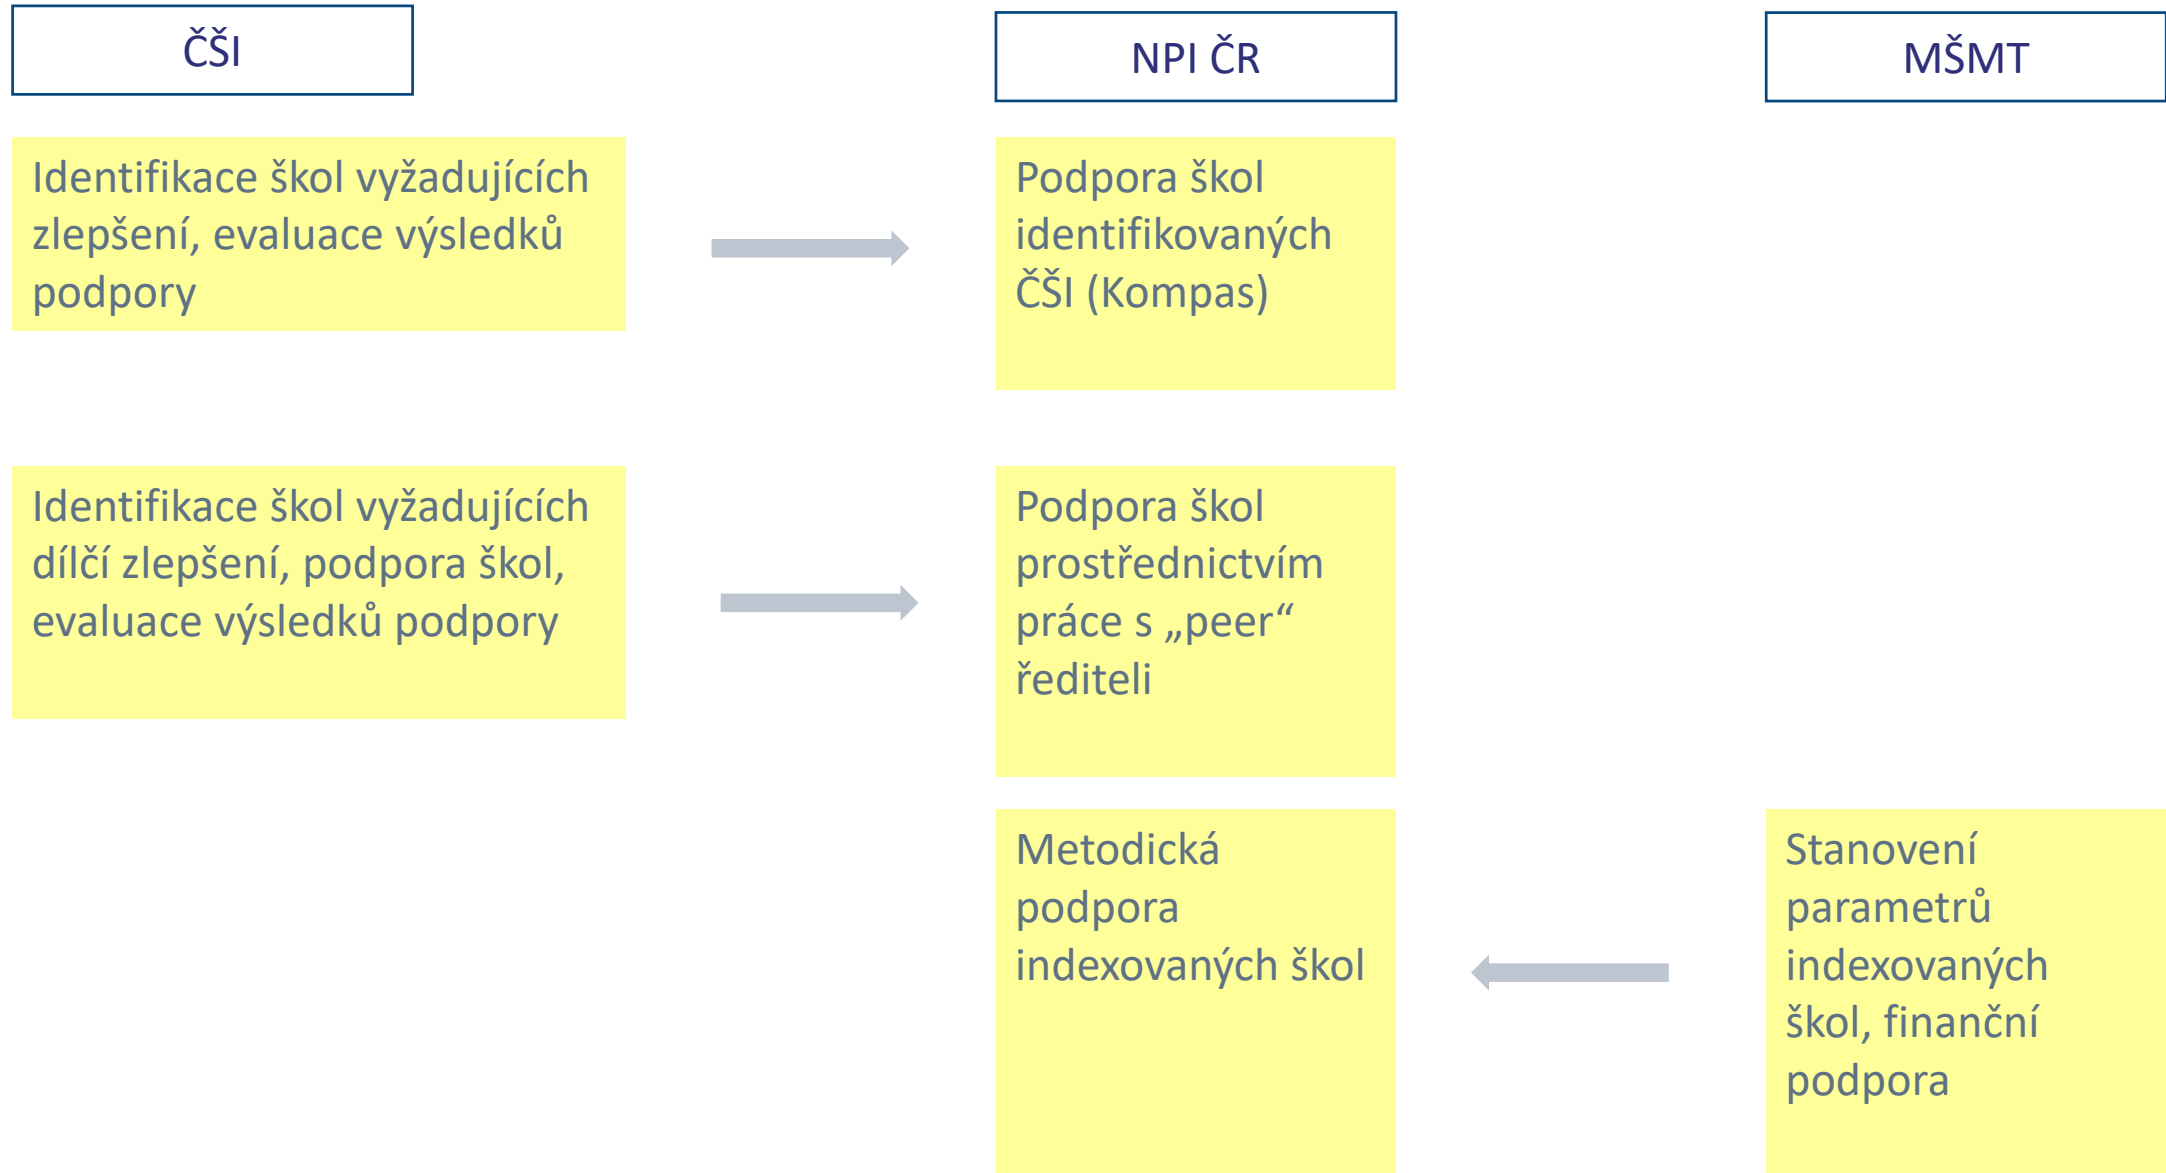 ČŠI
NPI ČR
MŠMT
Identifikace škol vyžadujících
zlepšení, evaluace výsledků
podpory
Podpora škol
identifikovaných
ČŠI (Kompas)
Identifikace škol vyžadujících
dílčí zlepšení, podpora škol,
evaluace výsledků podpory
Podpora škol
prostřednictvím
práce s „peer“
řediteli
Metodická
podpora
indexovaných škol
Stanovení
parametrů
indexovaných
škol, finanční
podpora